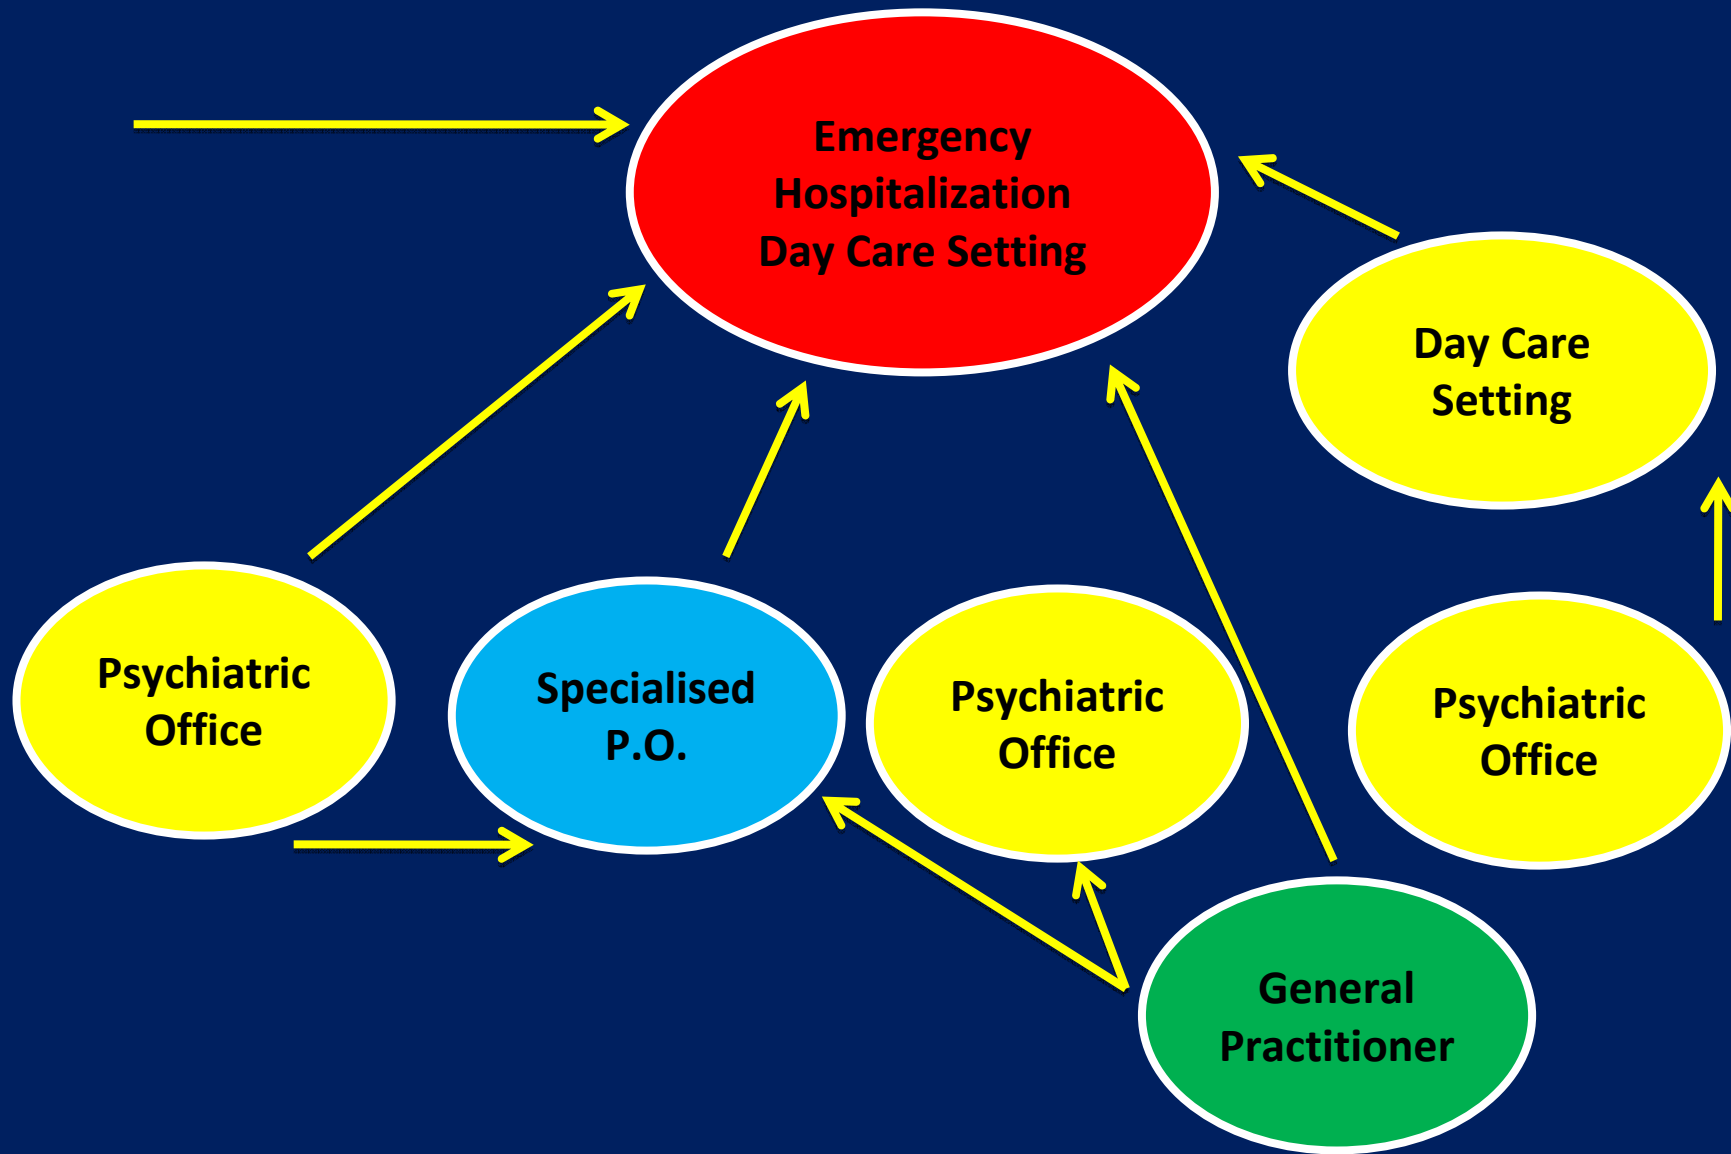 Emergency
Hospitalization
Day Care Setting
Day Care
Setting
Psychiatric
Office
Specialised
P.O.
Psychiatric
Office
Psychiatric
Office
General
Practitioner